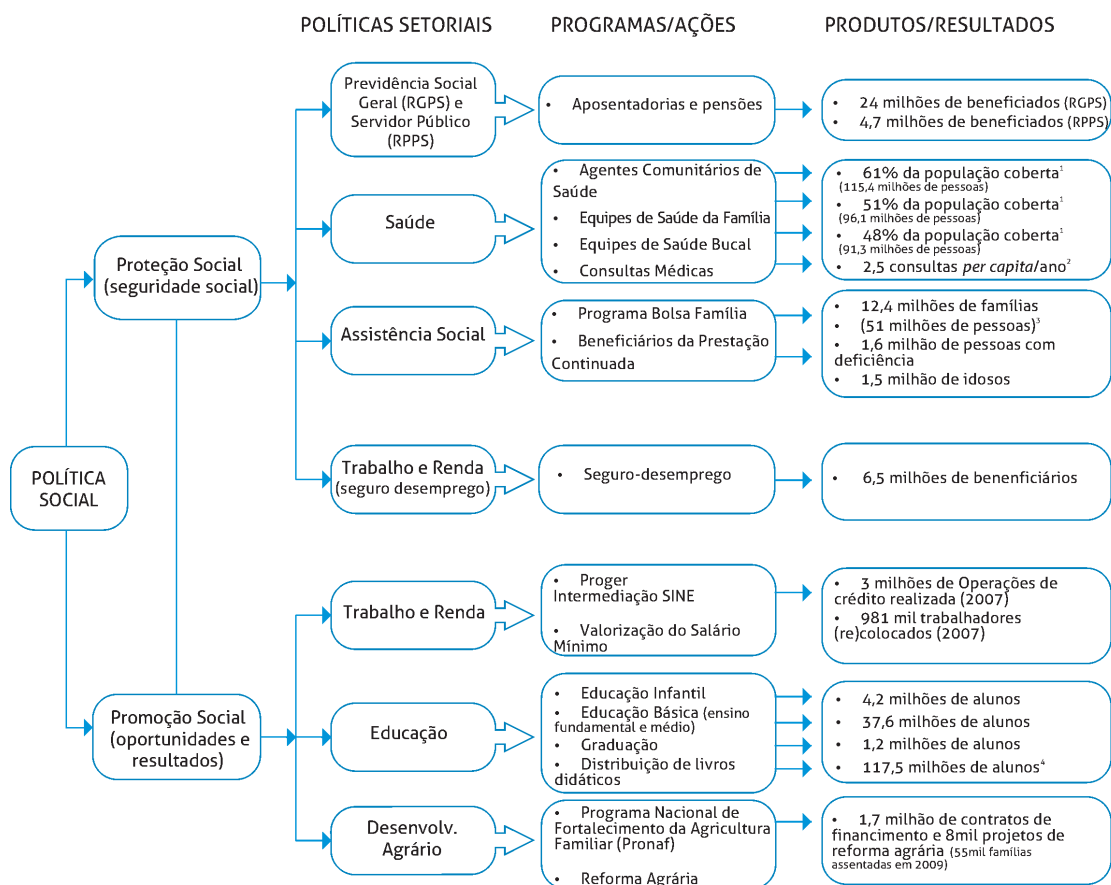 POLÍTICAS SETORIAIS
PROGRAMAS/AÇÕES
PRODUTOS/RESULTADOS
POLÍTICA
SOCIAL
Proteção Social
(seguridade social)
Previdência Social
Geral (RGPS) e
Servidor Público
(RPPS)
• Aposentadorias e pensões
• 24 milhões de beneficiados (RGPS)
• 4,7 milhões de beneficiados (RPPS)
Saúde
• Agentes Comunitários de
Saúde
• Equipes de Saúde da Família
• Equipes de Saúde Bucal
• Consultas Médicas
• 61% da população coberta¹
(115,4 milhões de pessoas)
• 51% da população coberta¹
(96,1 milhões de pessoas)
• 48% da população coberta¹
(91,3 milhões de pessoas)
• 2,5 consultas per capita/ano²
Assistência Social
• Programa Bolsa Família
• Beneficiários da Prestação
Continuada
• 12,4 milhões de famílias
• (51 milhões de pessoas)³
• 1,6 milhão de pessoas com
deficiência
• 1,5 milhão de idosos
Trabalho e Renda
(seguro desemprego)
• Seguro-desemprego
• 6,5 milhões de benenficiários
Promoção Social
(oportunidades e
resultados)
Trabalho e Renda
• Proger
Intermediação SINE
• Valorização do Salário
Mínimo
• 3 milhões de Operações de
crédito realizada (2007)
• 981 mil trabalhadores
(re)colocados (2007)
Educação
• Educação Infantil
• Educação Básica (ensino
fundamental e médio)
• Graduação
• Distribuição de livros
didáticos
• 4,2 milhões de alunos
• 37,6 milhões de alunos
• 1,2 milhões de alunos
• 117,5 milhões de alunos⁴
Desenvolv.
Agrário
• Programa Nacional de
Fortalecimento da Agricultura
Familiar (Pronaf)
• Reforma Agrária
• 1,7 milhão de contratos de
financimento e 8mil projetos de
reforma agrária (55mil famílias
assentadas em 2009)